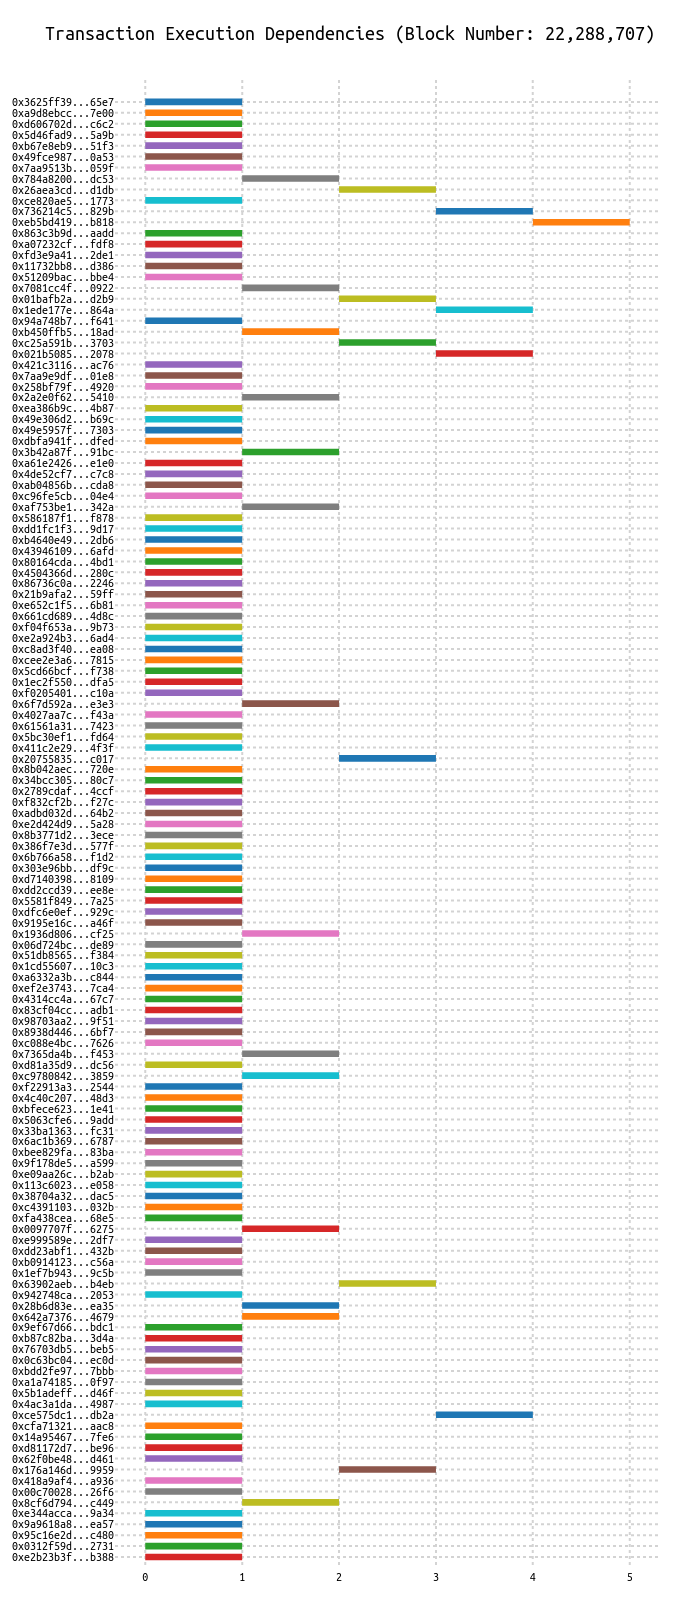 Transaction Execution Dependencies (Block Number: 22,288,707)
0x3625ff39...65e7
0xa9d8ebcc...7e00
0xd606702d...c6c2
0x5d46fad9...5a9b
0xb67e8eb9...51f3
0x49fce987...0a53
0x7aa9513b...059f
0x784a8200...dc53
0x26aea3cd...d1db
0xce820ae5...1773
0x736214c5...829b
0xeb5bd419...b818
0x863c3b9d...aadd
0xa07232cf...fdf8
0xfd3e9a41...2de1
0x11732bb8...d386
0x51209bac...bbe4
0x7081cc4f...0922
0x01bafb2a...d2b9
0x1ede177e...864a
0x94a748b7...f641
0xb450ffb5...18ad
0xc25a591b...3703
0x021b5085...2078
0x421c3116...ac76
0x7aa9e9df...01e8
0x258bf79f...4920
0x2a2e0f62...5410
0xea386b9c...4b87
0x49e306d2...b69c
0x49e5957f...7303
0xdbfa941f...dfed
0x3b42a87f...91bc
0xa61e2426...e1e0
0x4de52cf7...c7c8
0xab04856b...cda8
0xc96fe5cb...04e4
0xaf753be1...342a
0x586187f1...f878
0xdd1fc1f3...9d17
0xb4640e49...2db6
0x43946109...6afd
0x80164cda...4bd1
0x4504366d...280c
0x86736c0a...2246
0x21b9afa2...59ff
0xe652c1f5...6b81
0x661cd689...4d8c
0xf04f653a...9b73
0xe2a924b3...6ad4
0xc8ad3f40...ea08
0xcee2e3a6...7815
0x5cd66bcf...f738
0x1ec2f550...dfa5
0xf0205401...c10a
0x6f7d592a...e3e3
0x4027aa7c...f43a
0x61561a31...7423
0x5bc30ef1...fd64
0x411c2e29...4f3f
0x20755835...c017
0x8b042aec...720e
0x34bcc305...80c7
0x2789cdaf...4ccf
0xf832cf2b...f27c
0xadbd032d...64b2
0xe2d424d9...5a28
0x8b3771d2...3ece
0x386f7e3d...577f
0x6b766a58...f1d2
0x303e96bb...df9c
0xd7140398...8109
0xdd2ccd39...ee8e
0x5581f849...7a25
0xdfc6e0ef...929c
0x9195e16c...a46f
0x1936d806...cf25
0x06d724bc...de89
0x51db8565...f384
0x1cd55607...10c3
0xa6332a3b...c844
0xef2e3743...7ca4
0x4314cc4a...67c7
0x83cf04cc...adb1
0x98703aa2...9f51
0x8938d446...6bf7
0xc088e4bc...7626
0x7365da4b...f453
0xd81a35d9...dc56
0xc9780842...3859
0xf22913a3...2544
0x4c40c207...48d3
0xbfece623...1e41
0x5063cfe6...9add
0x33ba1363...fc31
0x6ac1b369...6787
0xbee829fa...83ba
0x9f178de5...a599
0xe09aa26c...b2ab
0x113c6023...e058
0x38704a32...dac5
0xc4391103...032b
0xfa438cea...68e5
0x0097707f...6275
0xe999589e...2df7
0xdd23abf1...432b
0xb0914123...c56a
0x1ef7b943...9c5b
0x63902aeb...b4eb
0x942748ca...2053
0x28b6d83e...ea35
0x642a7376...4679
0x9ef67d66...bdc1
0xb87c82ba...3d4a
0x76703db5...beb5
0x0c63bc04...ec0d
0xbdd2fe97...7bbb
0xa1a74185...0f97
0x5b1adeff...d46f
0x4ac3a1da...4987
0xce575dc1...db2a
0xcfa71321...aac8
0x14a95467...7fe6
0xd81172d7...be96
0x62f0be48...d461
0x176a146d...9959
0x418a9af4...a936
0x00c70028...26f6
0x8cf6d794...c449
0xe344acca...9a34
0x9a9618a8...ea57
0x95c16e2d...c480
0x0312f59d...2731
0xe2b23b3f...b388
0 1 2 3 4 5